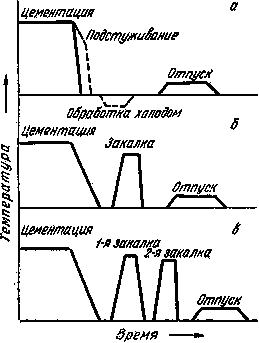 Цементация
а
Подстуживание
Отпуск
Обработка холодом
Цементация
б
Закалка
Отпуск
Цементация
в
1-я закалка
2-я закалка
Отпуск
Температура
Время